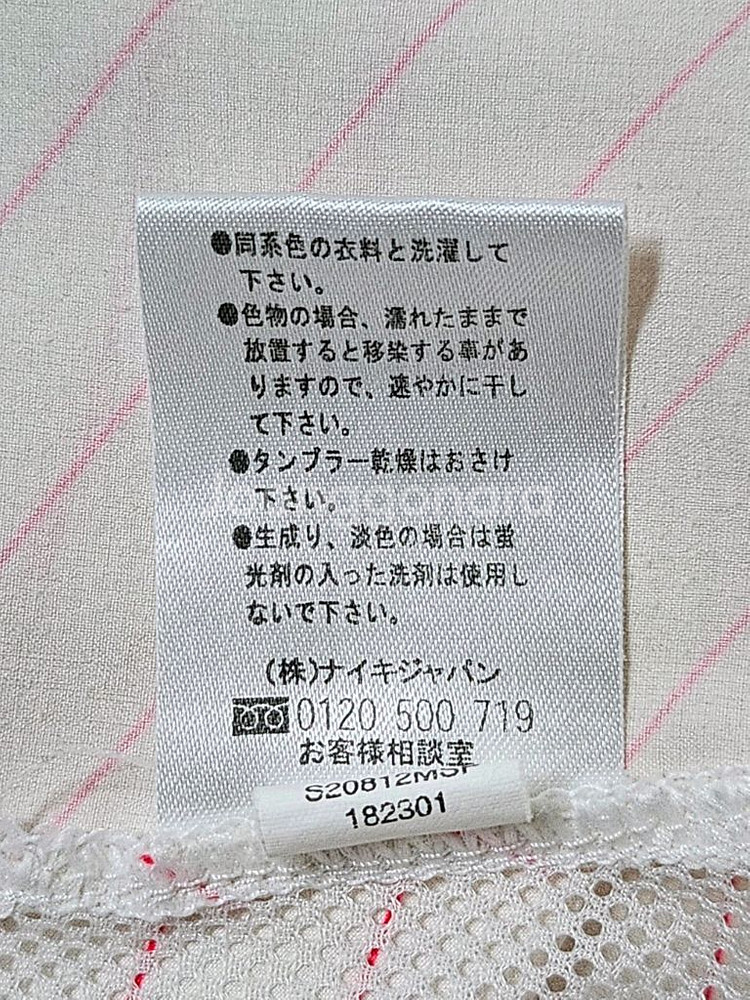 ●同系色の衣料と洗濯して
下さい。
●色物の場合、濡れたままで
放置すると移染する事があ
りますので、速やかに干し
て下さい。
●タンブラー乾燥はおさけ
下さい。
●生成り、淡色の場合は蛍
光剤の入った洗剤は使用し
ないで下さい。
(株)ナイキジャパン
0120 500 719
お客様相談室
182301